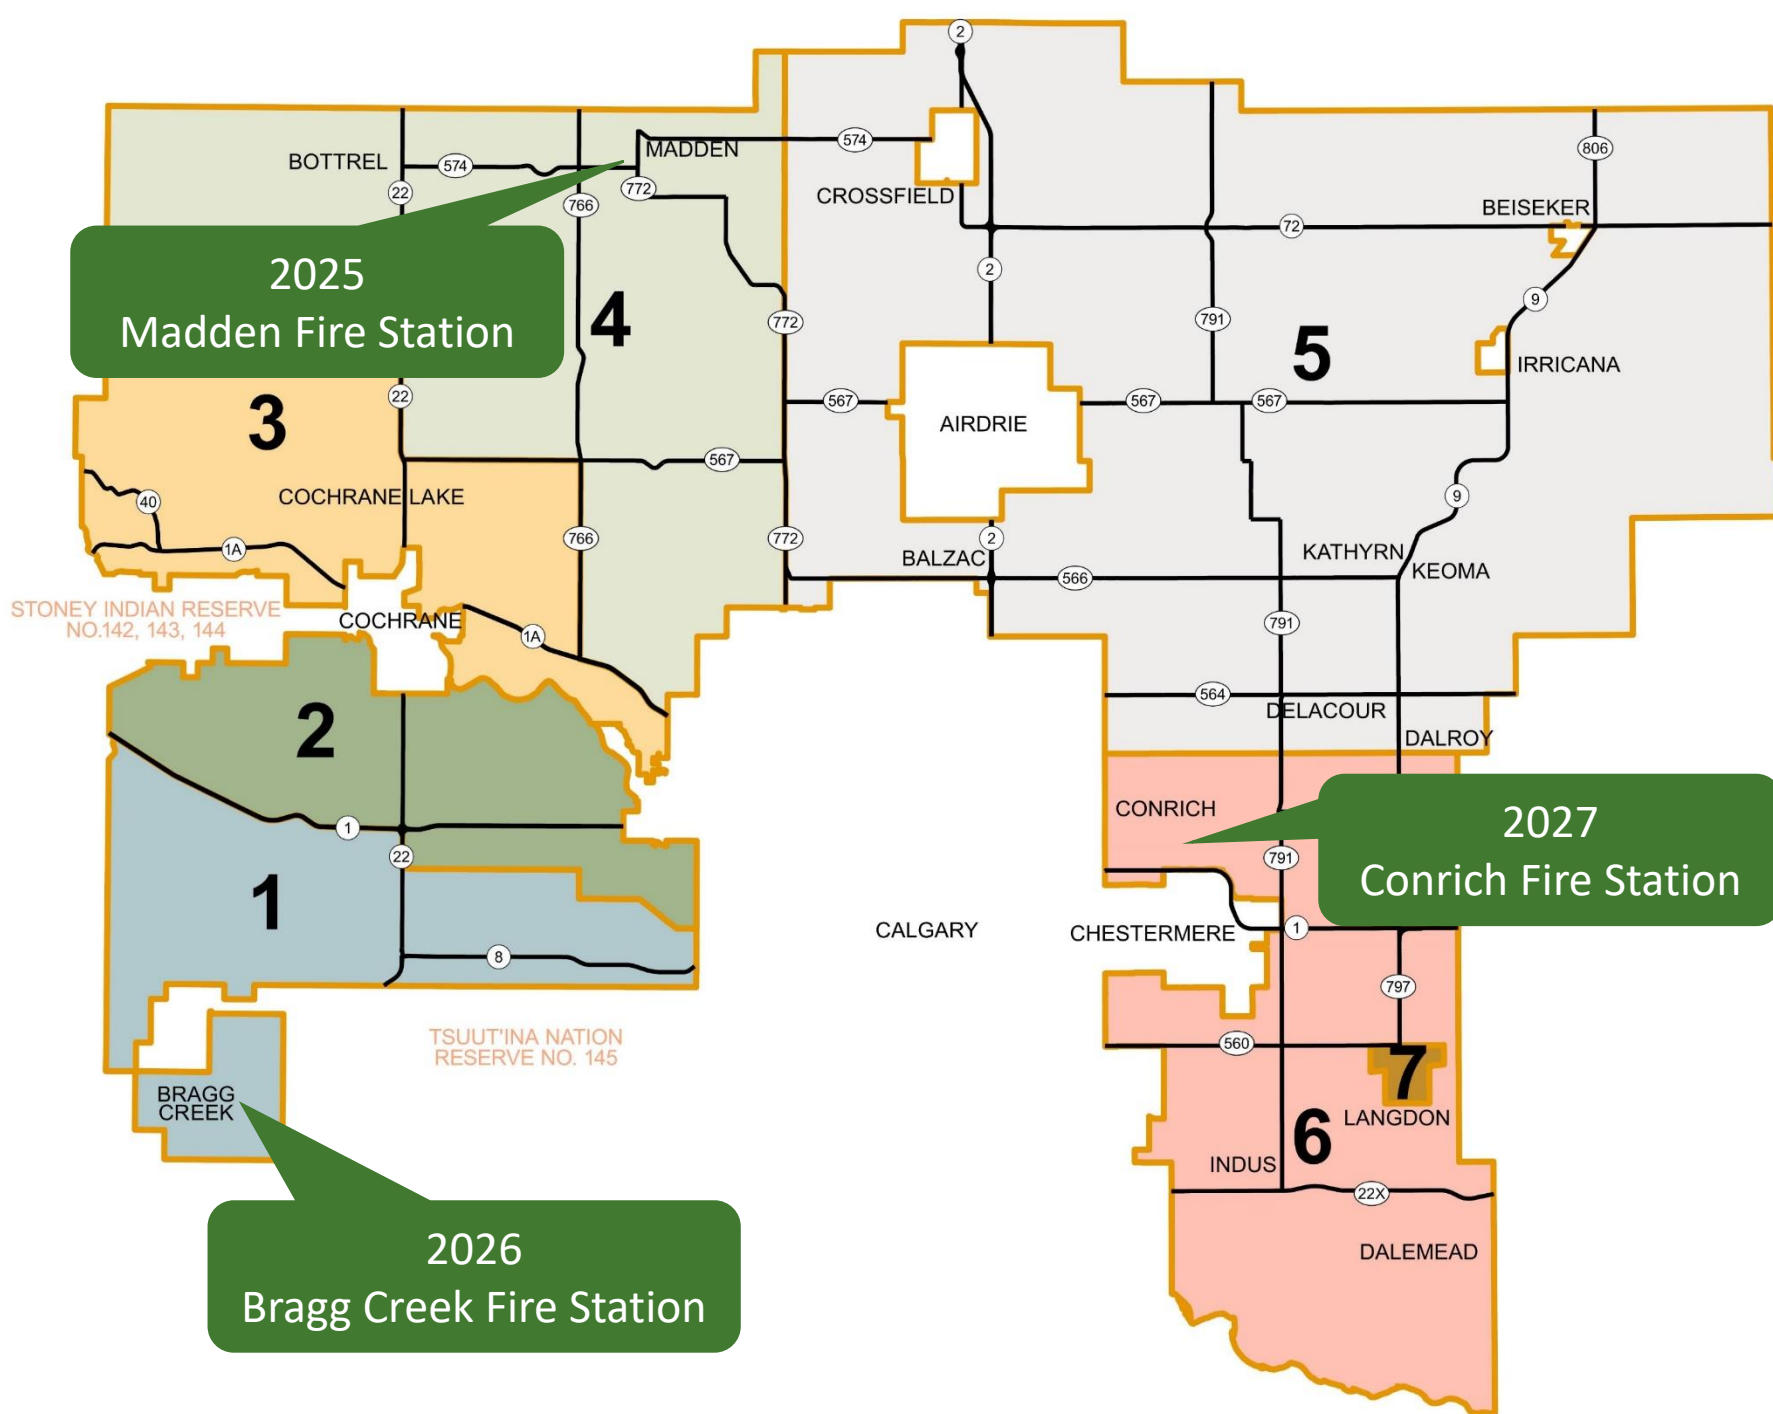 2
574
MADDEN
574
806
BOTTREL
22
772
766
CROSSFIELD
BEISEKER
72
2025
Madden Fire Station
2
9
4
772
791
5
IRRICANA
22
3
567
AIRDRIE
567
567
567
COCHRANE LAKE
40
9
1A
766
772
2
BALZAC
KATHYRN
566
KEOMA
STONEY INDIAN RESERVE
NO.142, 143, 144
COCHRANE
1A
791
564
DELACOUR
2
DALROY
CONRICH
2027
Conrich Fire Station
1
22
791
1
CALGARY
CHESTERMERE
1
8
797
TSUUT'INA NATION
RESERVE NO. 145
560
7
BRAGG
CREEK
LANGDON
6
INDUS
22X
2026
Bragg Creek Fire Station
DALEMEAD